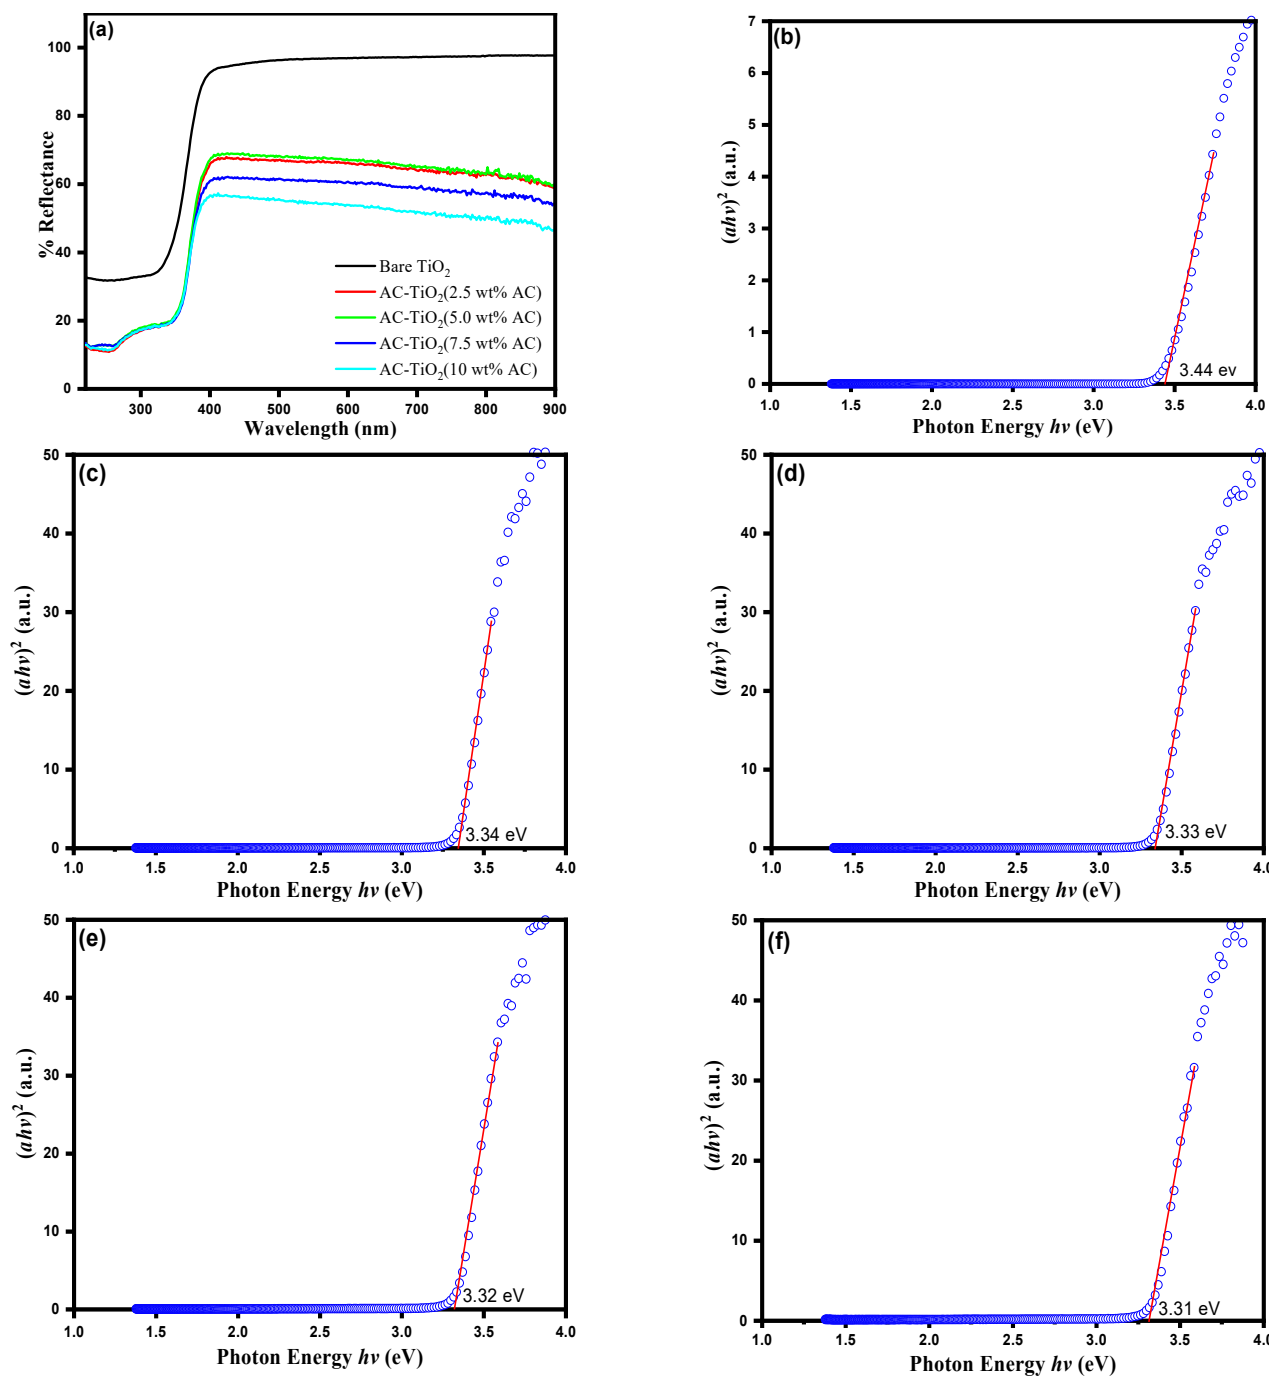 (a)
100
80
60
40
20
0
% Reflectance
Bare TiO₂
AC-TiO₂(2.5 wt% AC)
AC-TiO₂(5.0 wt% AC)
AC-TiO₂(7.5 wt% AC)
AC-TiO₂(10 wt% AC)
300 400 500 600 700 800 900
Wavelength (nm)
(b)
7
6
5
4
3
2
1
0
(ahν)² (a.u.)
3.44 ev
1.0 1.5 2.0 2.5 3.0 3.5 4.0
Photon Energy hν (eV)
(c)
50
40
30
20
10
0
(ahν)² (a.u.)
3.34 eV
1.0 1.5 2.0 2.5 3.0 3.5 4.0
Photon Energy hν (eV)
(d)
50
40
30
20
10
0
(ahν)² (a.u.)
3.33 eV
1.0 1.5 2.0 2.5 3.0 3.5 4.0
Photon Energy hν (eV)
(e)
50
40
30
20
10
0
(ahν)² (a.u.)
3.32 eV
1.0 1.5 2.0 2.5 3.0 3.5 4.0
Photon Energy hν (eV)
(f)
50
40
30
20
10
0
(ahν)² (a.u.)
3.31 eV
1.0 1.5 2.0 2.5 3.0 3.5 4.0
Photon Energy hν (eV)